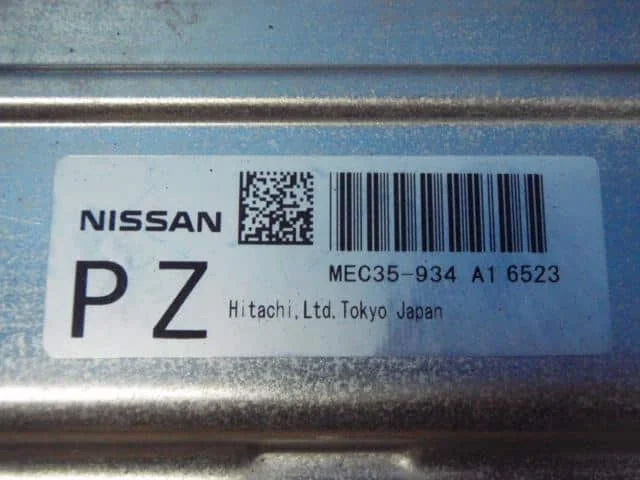 NISSAN
MEC35-934 A1 6523
PZ
Hitachi,Ltd.Tokyo Japan